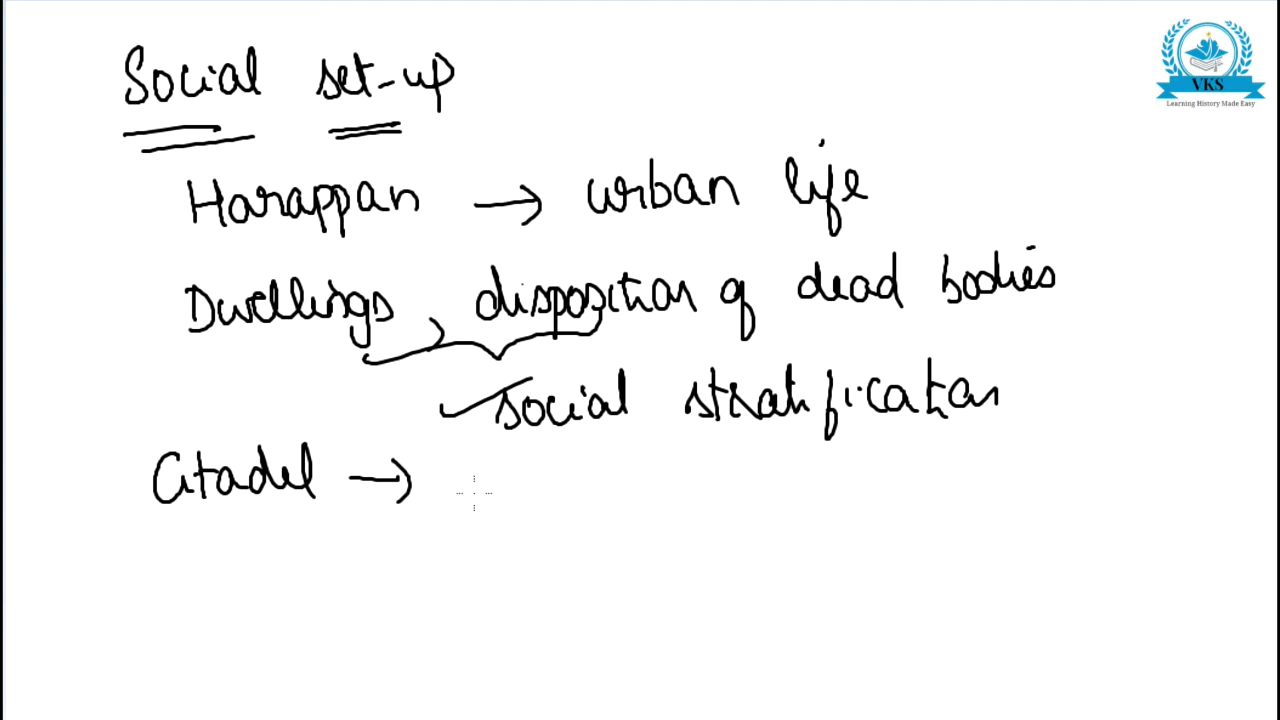 VKS
Learning History Made Easy
Social set-up
Harappan → urban life
Dwellings, disposition of dead bodies
social stratification
Citadel →